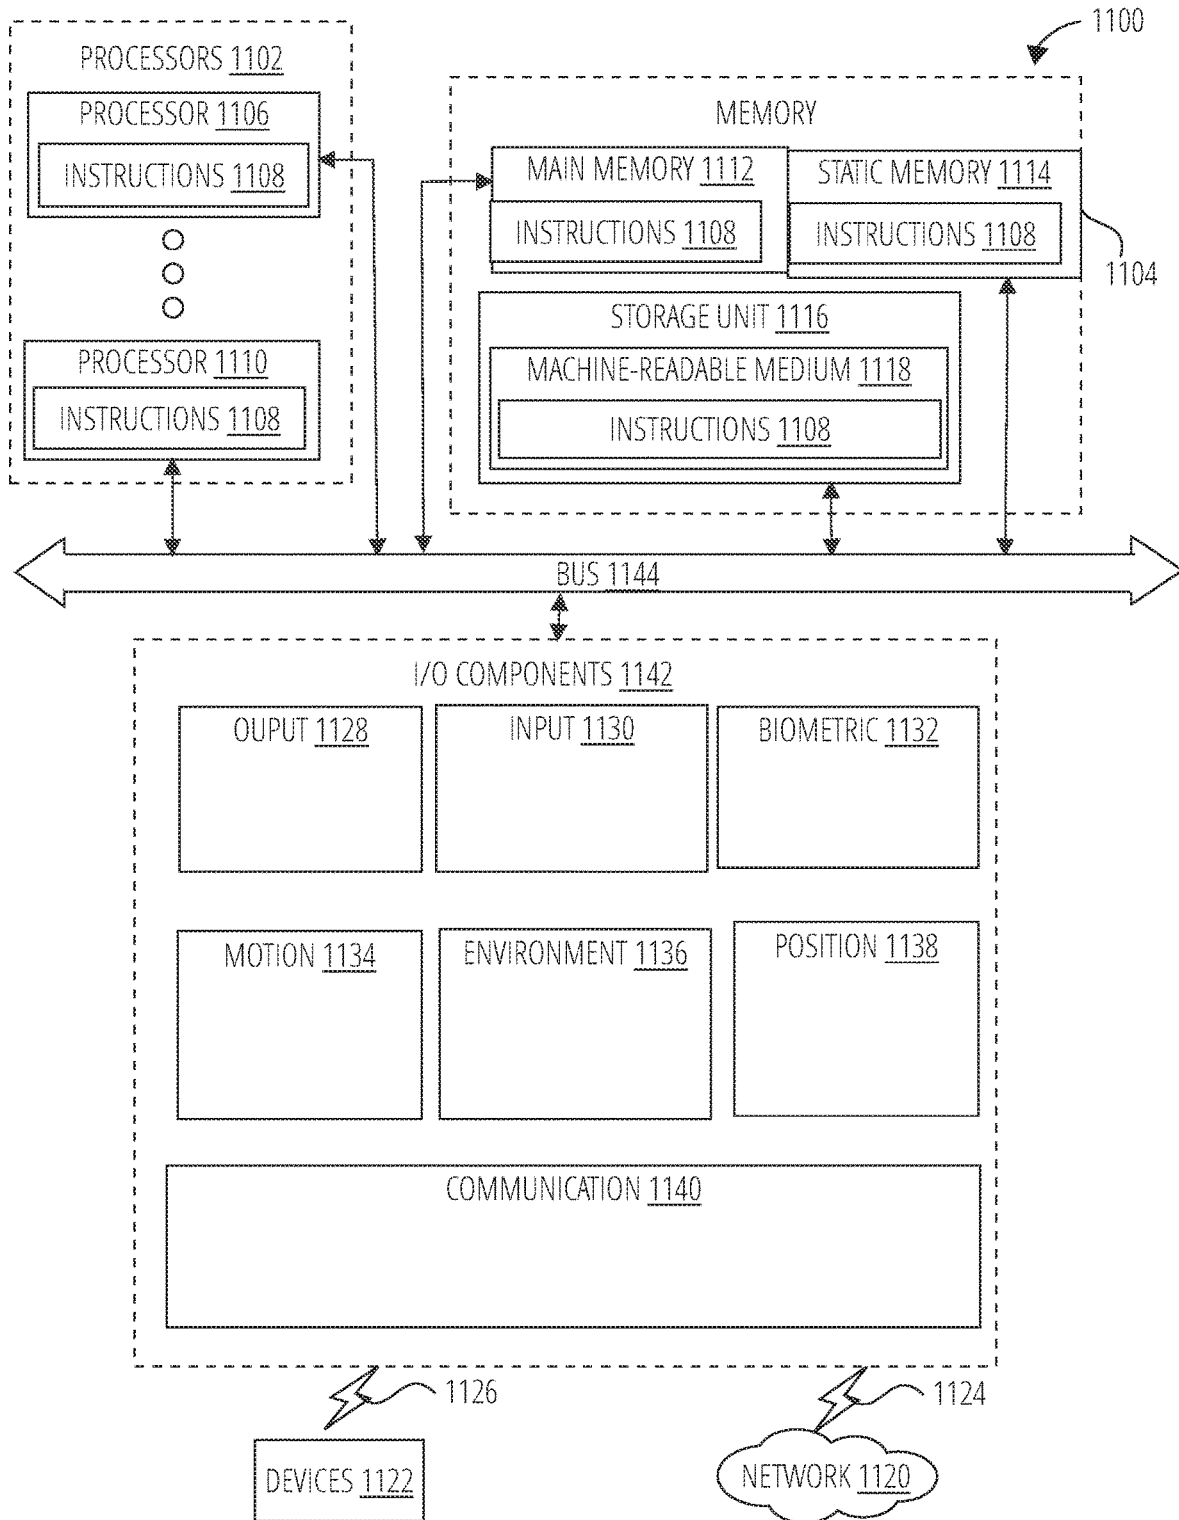 1100
PROCESSORS 1102
PROCESSOR 1106
INSTRUCTIONS 1108
PROCESSOR 1110
INSTRUCTIONS 1108
MEMORY
MAIN MEMORY 1112
INSTRUCTIONS 1108
STATIC MEMORY 1114
INSTRUCTIONS 1108
1104
STORAGE UNIT 1116
MACHINE-READABLE MEDIUM 1118
INSTRUCTIONS 1108
BUS 1144
I/O COMPONENTS 1142
OUPUT 1128
INPUT 1130
BIOMETRIC 1132
MOTION 1134
ENVIRONMENT 1136
POSITION 1138
COMMUNICATION 1140
1126
1124
DEVICES 1122
NETWORK 1120